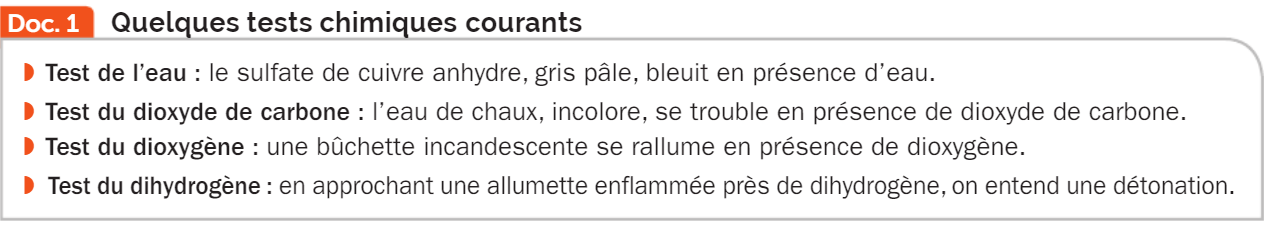 Doc. 1 Quelques tests chimiques courants
Test de l’eau : le sulfate de cuivre anhydre, gris pâle, bleuit en présence d’eau.
Test du dioxyde de carbone : l’eau de chaux, incolore, se trouble en présence de dioxyde de carbone.
Test du dioxygène : une bûchette incandescente se rallume en présence de dioxygène.
Test du dihydrogène : en approchant une allumette enflammée près de dihydrogène, on entend une détonation.